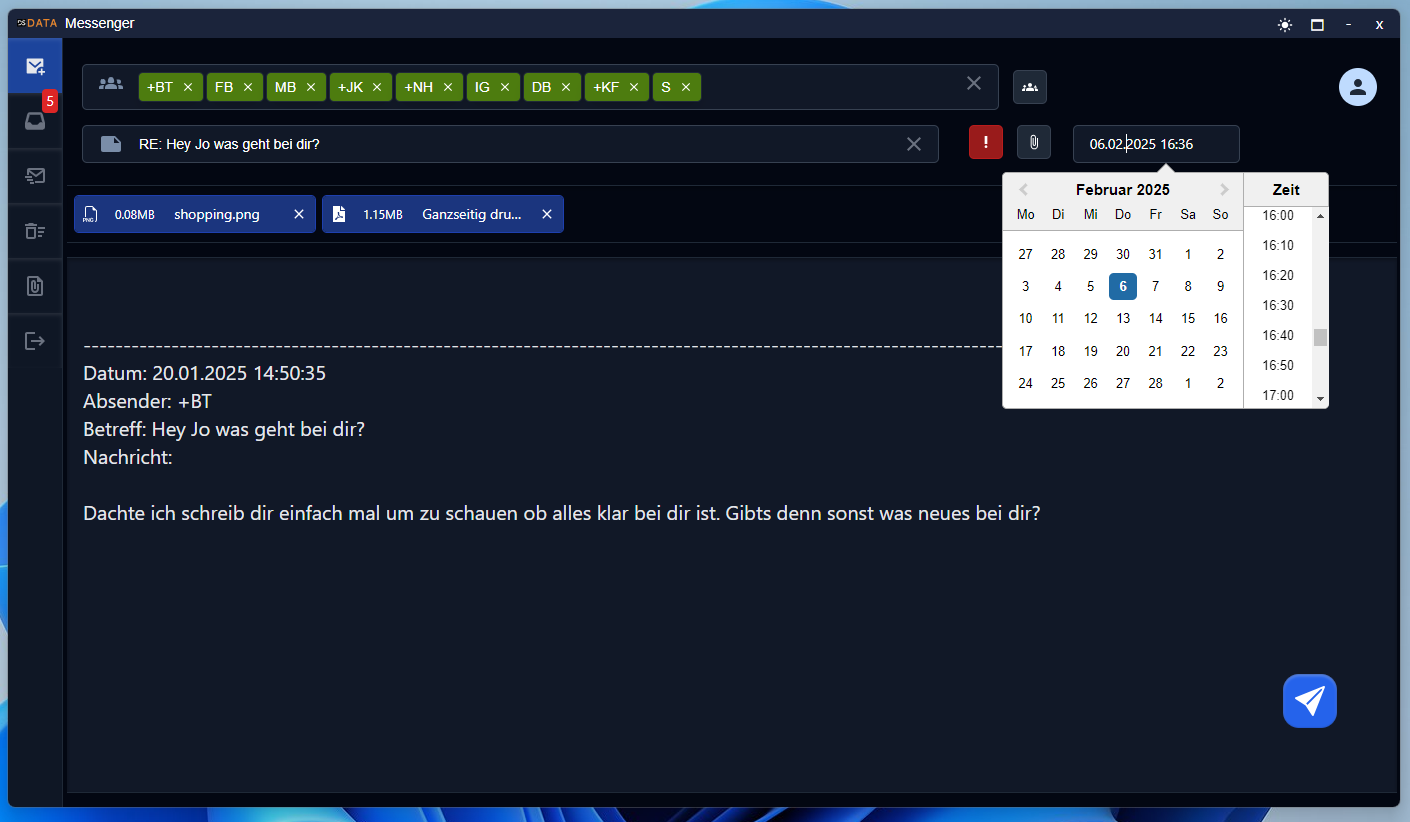 DSDATA Messenger
- x
5
+BT × FB × MB × +JK × +NH × IG × DB × +KF × S ×
RE: Hey Jo was geht bei dir?
!
06.02.2025 16:36
PNG 0.08MB shopping.png ×
1.15MB Ganzseitig dru... ×
Februar 2025
Mo Di Mi Do Fr Sa So
27 28 29 30 31 1 2
3 4 5 6 7 8 9
10 11 12 13 14 15 16
17 18 19 20 21 22 23
24 25 26 27 28 1 2
Zeit
16:00
16:10
16:20
16:30
16:40
16:50
17:00
---------------------------------------------------------------------------------------------------------------------
Datum: 20.01.2025 14:50:35
Absender: +BT
Betreff: Hey Jo was geht bei dir?
Nachricht:
Dachte ich schreib dir einfach mal um zu schauen ob alles klar bei dir ist. Gibts denn sonst was neues bei dir?